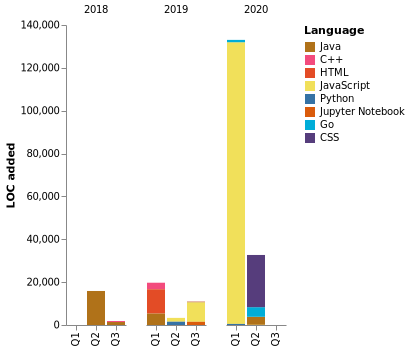 2018 2019 2020
Language
Java
C++
HTML
JavaScript
Python
Jupyter Notebook
Go
CSS
LOC added
140,000
120,000
100,000
80,000
60,000
40,000
20,000
0
Q1 Q2 Q3 Q1 Q2 Q3 Q1 Q2 Q3